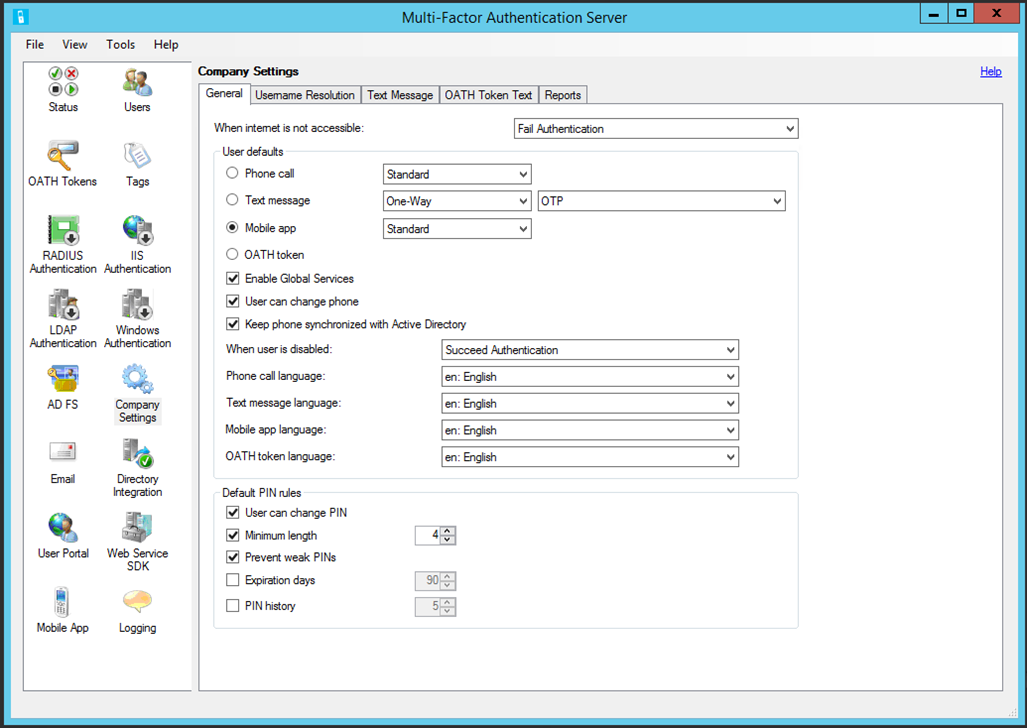 Multi-Factor Authentication Server
File View Tools Help
Status Users
OATH Tokens Tags
RADIUS Authentication IIS Authentication
LDAP Authentication Windows Authentication
AD FS Company Settings
Email Directory Integration
User Portal Web Service SDK
Mobile App Logging
Company Settings Help
General Username Resolution Text Message OATH Token Text Reports
When internet is not accessible: Fail Authentication
User defaults
Phone call Standard
Text message One-Way OTP
Mobile app Standard
OATH token
Enable Global Services
User can change phone
Keep phone synchronized with Active Directory
When user is disabled: Succeed Authentication
Phone call language: en: English
Text message language: en: English
Mobile app language: en: English
OATH token language: en: English
Default PIN rules
User can change PIN
Minimum length 4
Prevent weak PINs
Expiration days 90
PIN history 5